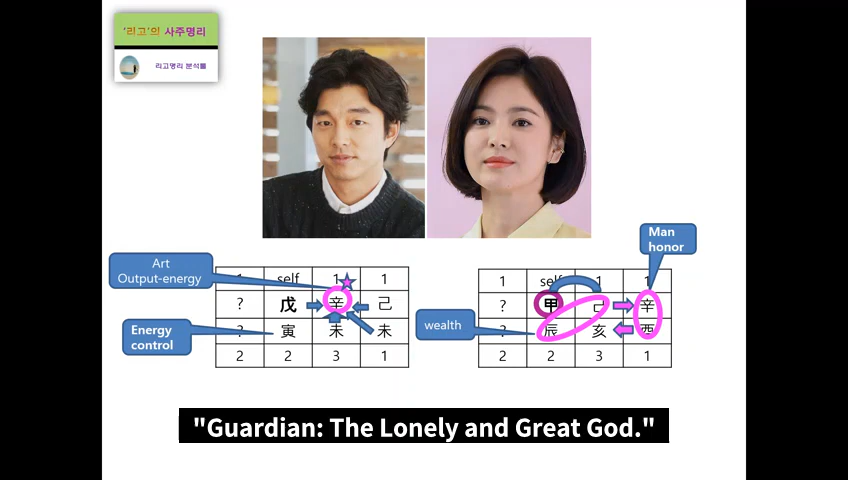 '리고'의 사주명리
리고명리 분석틀
Man
honor
Art
Output-energy
Energy
control
wealth
1 self 1 1
? 戊 辛 己
? 寅 未 未
2 2 3 1
1 self 1 1
? 甲 己 辛
? 辰 亥 酉
2 2 3 1
"Guardian: The Lonely and Great God."